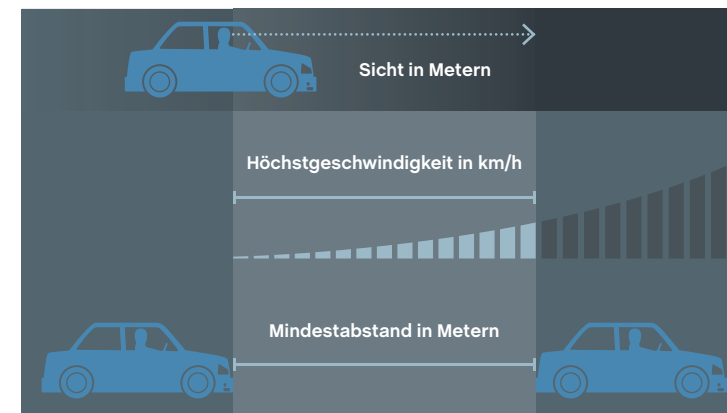 Sicht in Metern
Höchstgeschwindigkeit in km/h
Mindestabstand in Metern